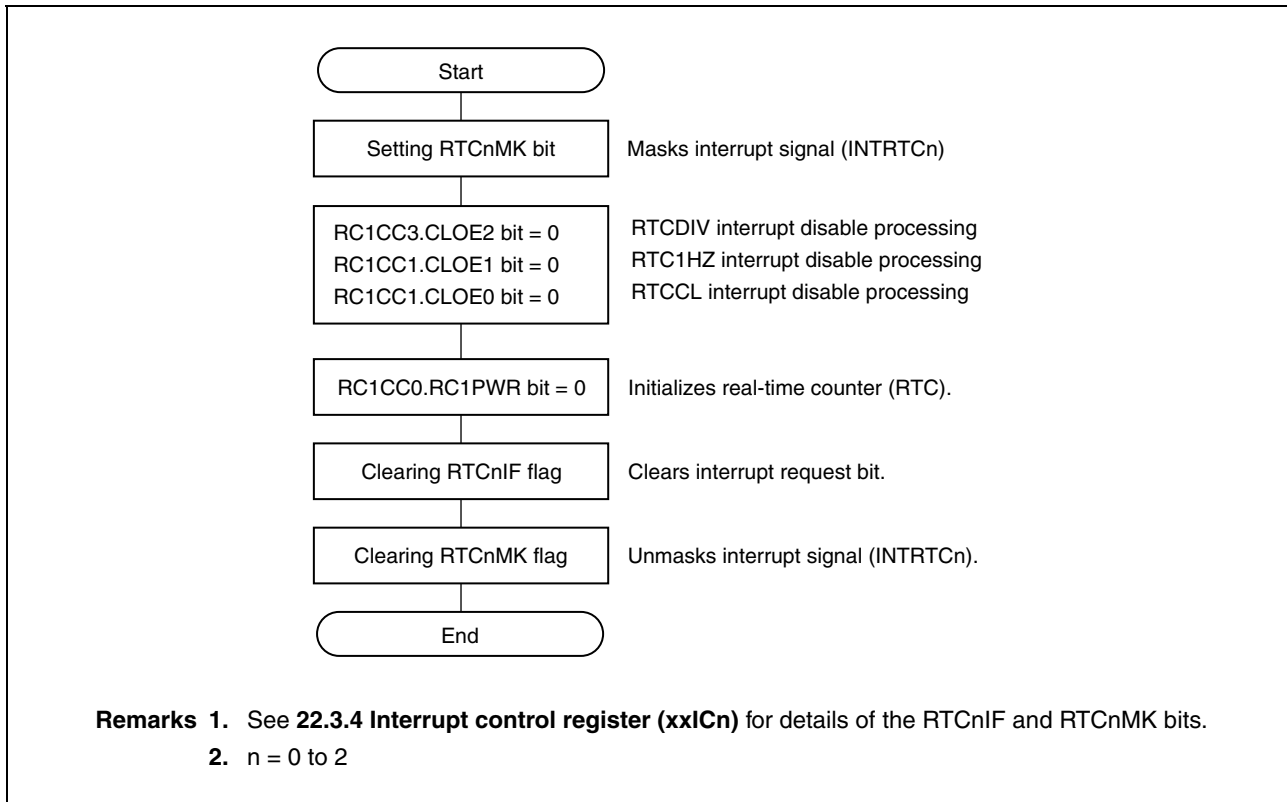 Start
Setting RTCnMK bit Masks interrupt signal (INTRTCn)
RC1CC3.CLOE2 bit = 0 RTCDIV interrupt disable processing
RC1CC1.CLOE1 bit = 0 RTC1HZ interrupt disable processing
RC1CC1.CLOE0 bit = 0 RTCCL interrupt disable processing
RC1CC0.RC1PWR bit = 0 Initializes real-time counter (RTC).
Clearing RTCnIF flag Clears interrupt request bit.
Clearing RTCnMK flag Unmasks interrupt signal (INTRTCn).
End
Remarks 1. See 22.3.4 Interrupt control register (xxICn) for details of the RTCnIF and RTCnMK bits.
2. n = 0 to 2